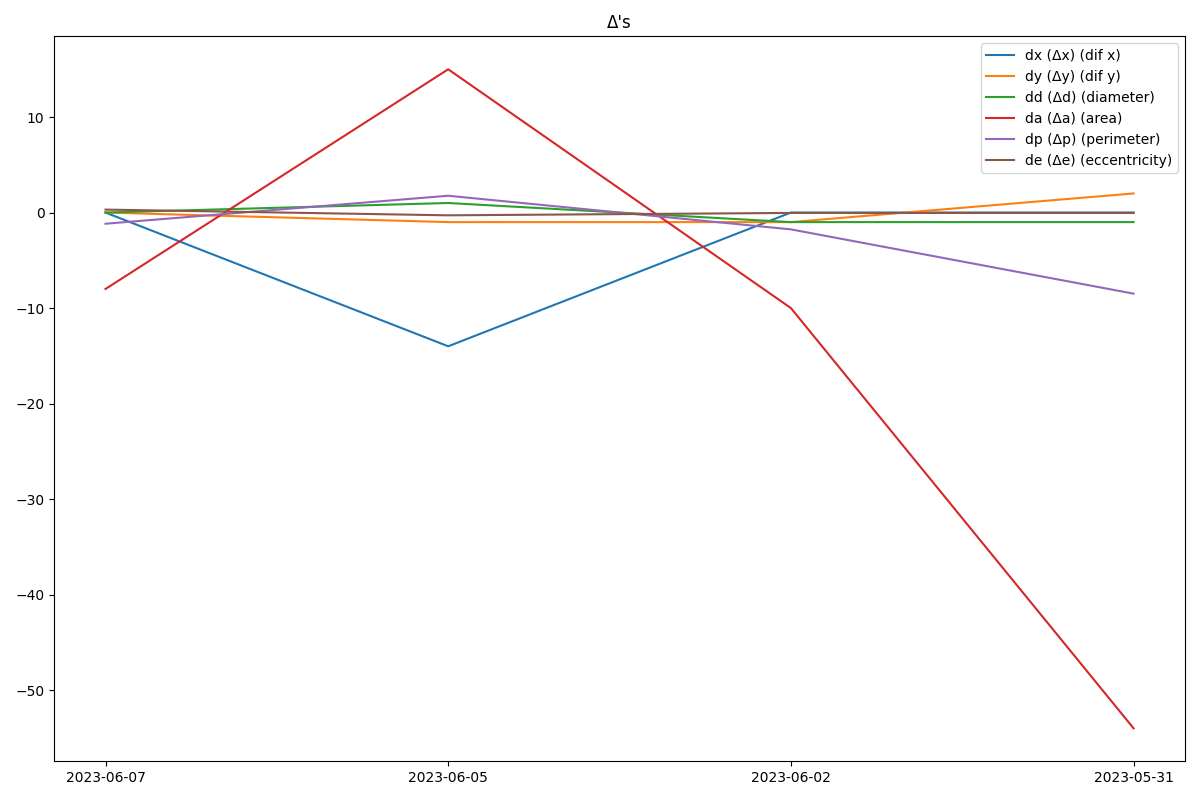 Δ's
dx (Δx) (dif x)
dy (Δy) (dif y)
dd (Δd) (diameter)
da (Δa) (area)
dp (Δp) (perimeter)
de (Δe) (eccentricity)
10
0
−10
−20
−30
−40
−50
2023-06-07 2023-06-05 2023-06-02 2023-05-31